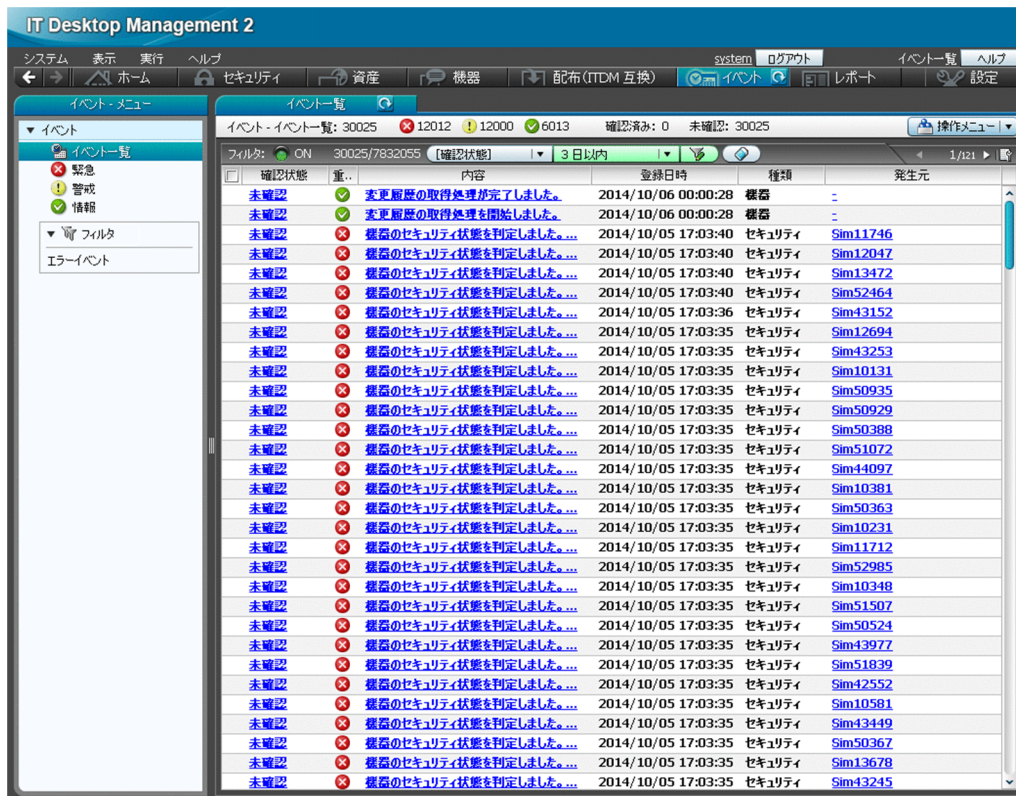 IT Desktop Management 2
システム 表示 実行 ヘルプ system ログアウト イベント一覧 ヘルプ
ホーム セキュリティ 資産 機器 配布(ITDM 互換) イベント レポート 設定
イベント - メニュー イベント一覧
イベント イベント - イベント一覧: 30025 12012 12000 6013 確認済み: 0 未確認: 30025 操作メニュー
イベント一覧 フィルタ: ON 30025/7832055 [確認状態] 3 日以内 1/121
緊急 確認状態 重.. 内容 登録日時 種類 発生元
警戒 未確認 変更履歴の取得処理が完了しました。 2014/10/06 00:00:28 機器 -
情報 未確認 変更履歴の取得処理を開始しました。 2014/10/06 00:00:28 機器 -
フィルタ 未確認 機器のセキュリティ状態を判定しました。... 2014/10/05 17:03:40 セキュリティ Sim11746
エラーイベント 未確認 機器のセキュリティ状態を判定しました。... 2014/10/05 17:03:40 セキュリティ Sim12047
未確認 機器のセキュリティ状態を判定しました。... 2014/10/05 17:03:40 セキュリティ Sim13472
未確認 機器のセキュリティ状態を判定しました。... 2014/10/05 17:03:40 セキュリティ Sim52464
未確認 機器のセキュリティ状態を判定しました。... 2014/10/05 17:03:36 セキュリティ Sim43152
未確認 機器のセキュリティ状態を判定しました。... 2014/10/05 17:03:35 セキュリティ Sim12694
未確認 機器のセキュリティ状態を判定しました。... 2014/10/05 17:03:35 セキュリティ Sim43253
未確認 機器のセキュリティ状態を判定しました。... 2014/10/05 17:03:35 セキュリティ Sim10131
未確認 機器のセキュリティ状態を判定しました。... 2014/10/05 17:03:35 セキュリティ Sim50935
未確認 機器のセキュリティ状態を判定しました。... 2014/10/05 17:03:35 セキュリティ Sim50929
未確認 機器のセキュリティ状態を判定しました。... 2014/10/05 17:03:35 セキュリティ Sim50388
未確認 機器のセキュリティ状態を判定しました。... 2014/10/05 17:03:35 セキュリティ Sim51072
未確認 機器のセキュリティ状態を判定しました。... 2014/10/05 17:03:35 セキュリティ Sim44097
未確認 機器のセキュリティ状態を判定しました。... 2014/10/05 17:03:35 セキュリティ Sim10381
未確認 機器のセキュリティ状態を判定しました。... 2014/10/05 17:03:35 セキュリティ Sim50363
未確認 機器のセキュリティ状態を判定しました。... 2014/10/05 17:03:35 セキュリティ Sim10231
未確認 機器のセキュリティ状態を判定しました。... 2014/10/05 17:03:35 セキュリティ Sim11712
未確認 機器のセキュリティ状態を判定しました。... 2014/10/05 17:03:35 セキュリティ Sim52985
未確認 機器のセキュリティ状態を判定しました。... 2014/10/05 17:03:35 セキュリティ Sim10348
未確認 機器のセキュリティ状態を判定しました。... 2014/10/05 17:03:35 セキュリティ Sim51507
未確認 機器のセキュリティ状態を判定しました。... 2014/10/05 17:03:35 セキュリティ Sim50524
未確認 機器のセキュリティ状態を判定しました。... 2014/10/05 17:03:35 セキュリティ Sim43977
未確認 機器のセキュリティ状態を判定しました。... 2014/10/05 17:03:35 セキュリティ Sim51839
未確認 機器のセキュリティ状態を判定しました。... 2014/10/05 17:03:35 セキュリティ Sim42552
未確認 機器のセキュリティ状態を判定しました。... 2014/10/05 17:03:35 セキュリティ Sim10581
未確認 機器のセキュリティ状態を判定しました。... 2014/10/05 17:03:35 セキュリティ Sim43449
未確認 機器のセキュリティ状態を判定しました。... 2014/10/05 17:03:35 セキュリティ Sim50367
未確認 機器のセキュリティ状態を判定しました。... 2014/10/05 17:03:35 セキュリティ Sim13678
未確認 機器のセキュリティ状態を判定しました。... 2014/10/05 17:03:35 セキュリティ Sim43245